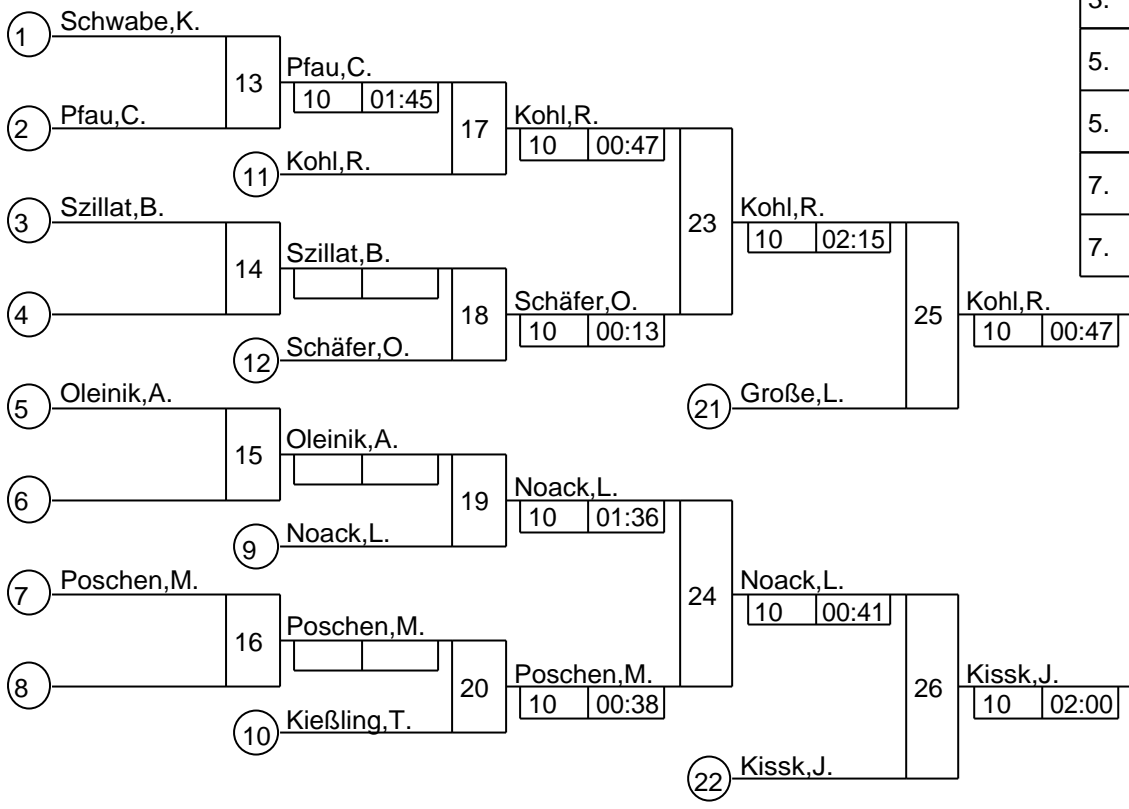 3.
1 Schwabe,K.
13 Pfau,C.
10 01:45
2 Pfau,C.
17 Kohl,R.
10 00:47
11 Kohl,R.
3 Szillat,B.
14 Szillat,B.
4
18 Schäfer,O.
10 00:13
12 Schäfer,O.
23 Kohl,R.
10 02:15
5 Oleinik,A.
15 Oleinik,A.
6
19 Noack,L.
10 01:36
9 Noack,L.
7 Poschen,M.
16 Poschen,M.
8
20 Poschen,M.
10 00:38
10 Kießling,T.
24 Noack,L.
10 00:41
25 Kohl,R.
10 00:47
21 Große,L.
26 Kissk,J.
10 02:00
22 Kissk,J.
5.
5.
7.
7.